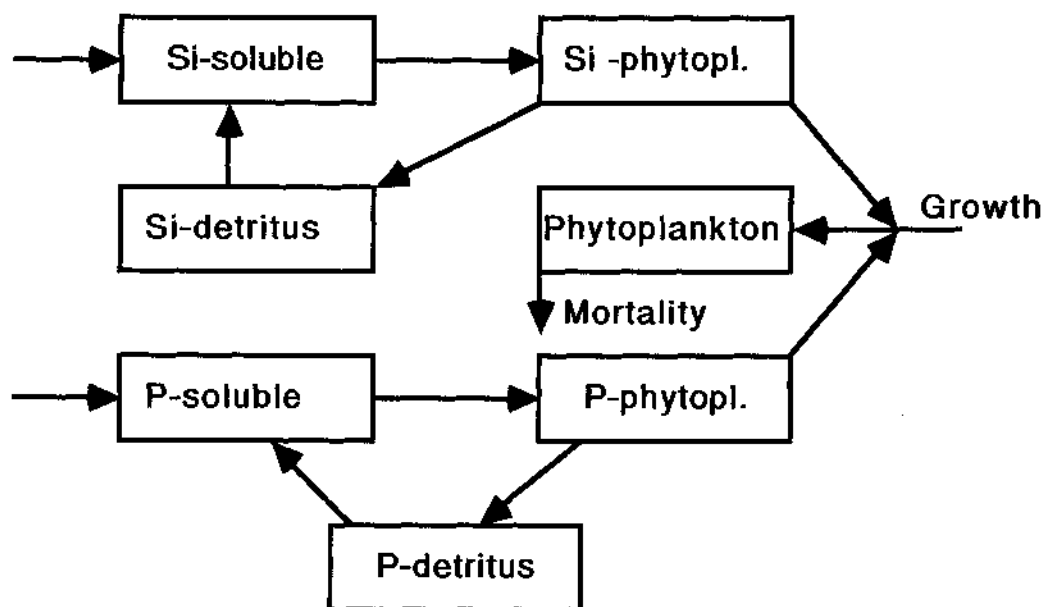 Si-soluble
Si -phytopl.
Growth
Si-detritus
Phytoplankton
Mortality
P-soluble
P-phytopl.
P-detritus